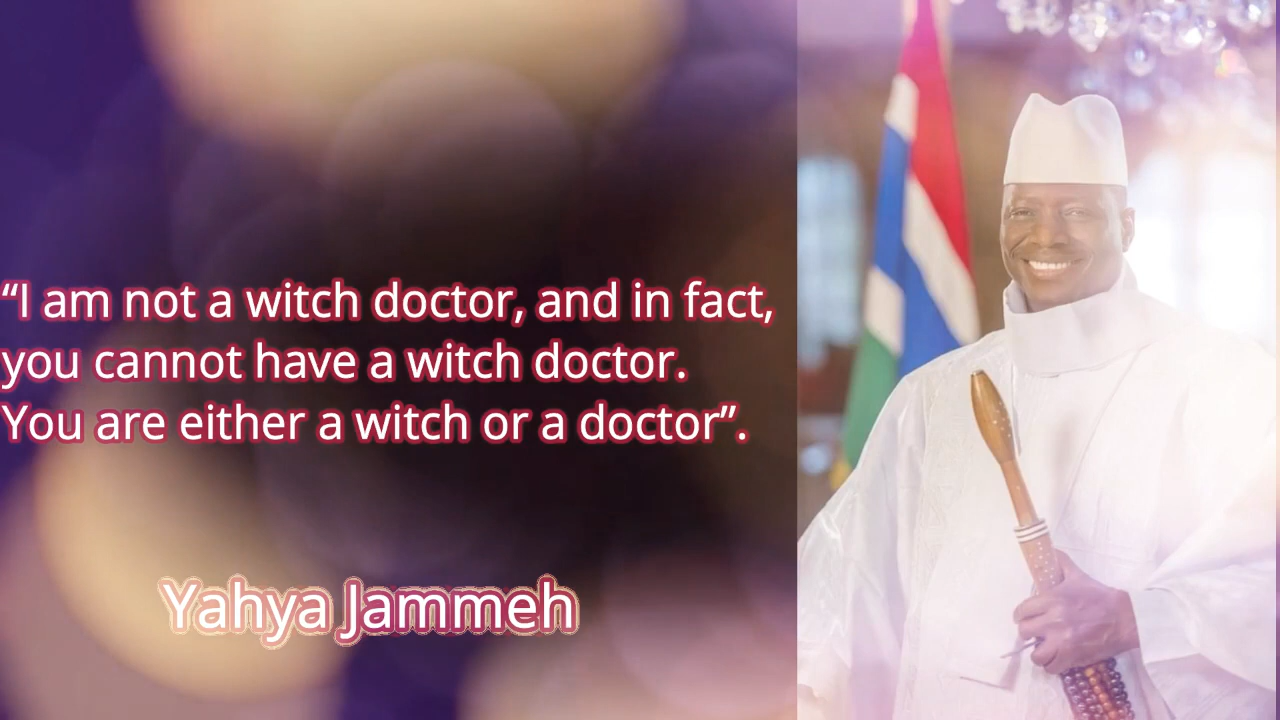 “I am not a witch doctor, and in fact,
you cannot have a witch doctor.
You are either a witch or a doctor”.
Yahya Jammeh